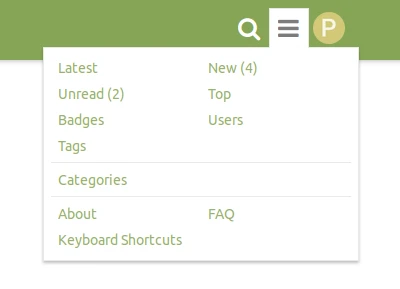 P
Latest New (4)
Unread (2) Top
Badges Users
Tags
Categories
About FAQ
Keyboard Shortcuts